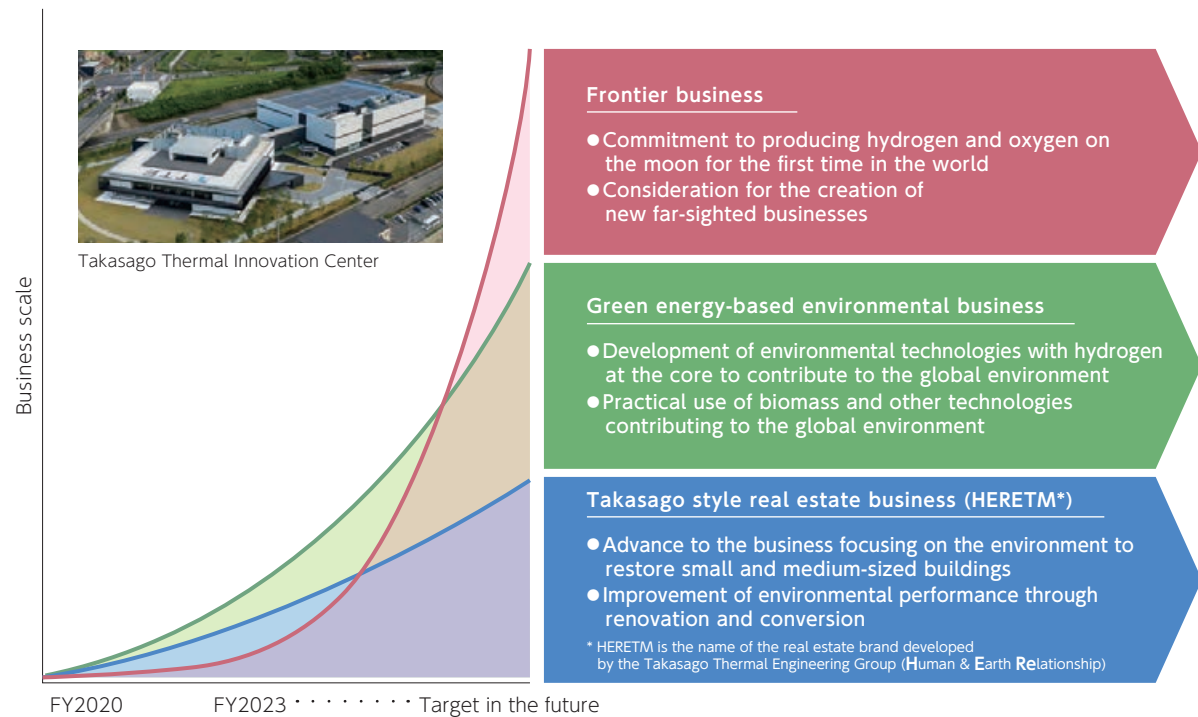 Takasago Thermal Innovation Center
Business scale
Frontier business
●Commitment to producing hydrogen and oxygen on
the moon for the first time in the world
●Consideration for the creation of
new far-sighted businesses
Green energy-based environmental business
●Development of environmental technologies with hydrogen
at the core to contribute to the global environment
●Practical use of biomass and other technologies
contributing to the global environment
Takasago style real estate business (HERETM*)
●Advance to the business focusing on the environment to
restore small and medium-sized buildings
●Improvement of environmental performance through
renovation and conversion
* HERETM is the name of the real estate brand developed
by the Takasago Thermal Engineering Group (Human & Earth Relationship)
FY2020 FY2023 ········ Target in the future